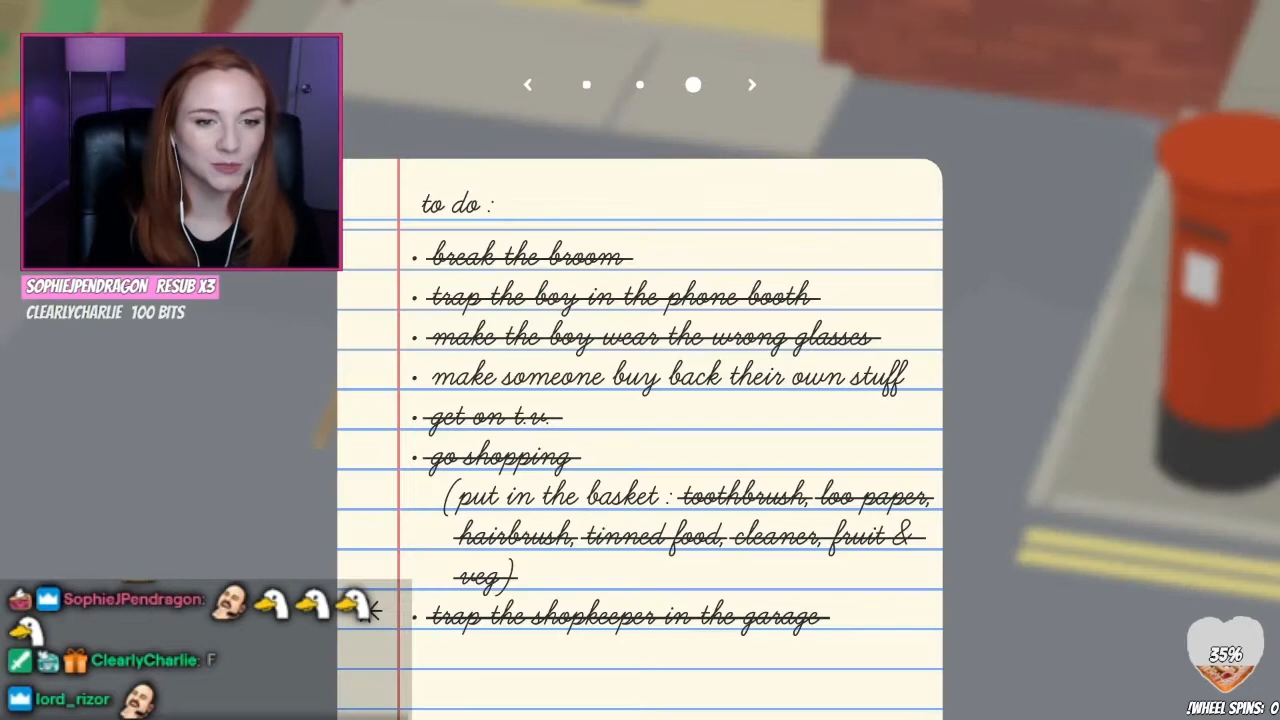 to do :
• break the broom
• trap the boy in the phone booth
• make the boy wear the wrong glasses
• make someone buy back their own stuff
• get on t.v.
• go shopping
(put in the basket : toothbrush, loo paper,
hairbrush, tinned food, cleaner, fruit &
veg)
• trap the shopkeeper in the garage
SOPHIEJPENDRAGON RESUB X3
CLEARLYCHARLIE 100 BITS
SophieJPendragon:
ClearlyCharlie: F
lord_rizor
35%
!WHEEL SPINS: 0